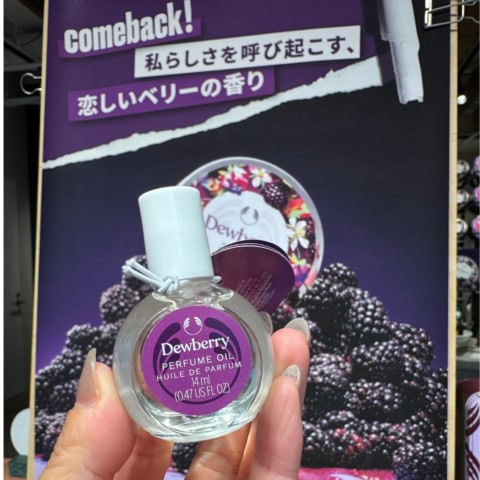 comeback!
私らしさを呼び起こす、
恋しいベリーの香り
Dewberry
Dewberry
PERFUME OIL
HUILE DE PARFUM
14 ml
(0.47 US FL OZ)